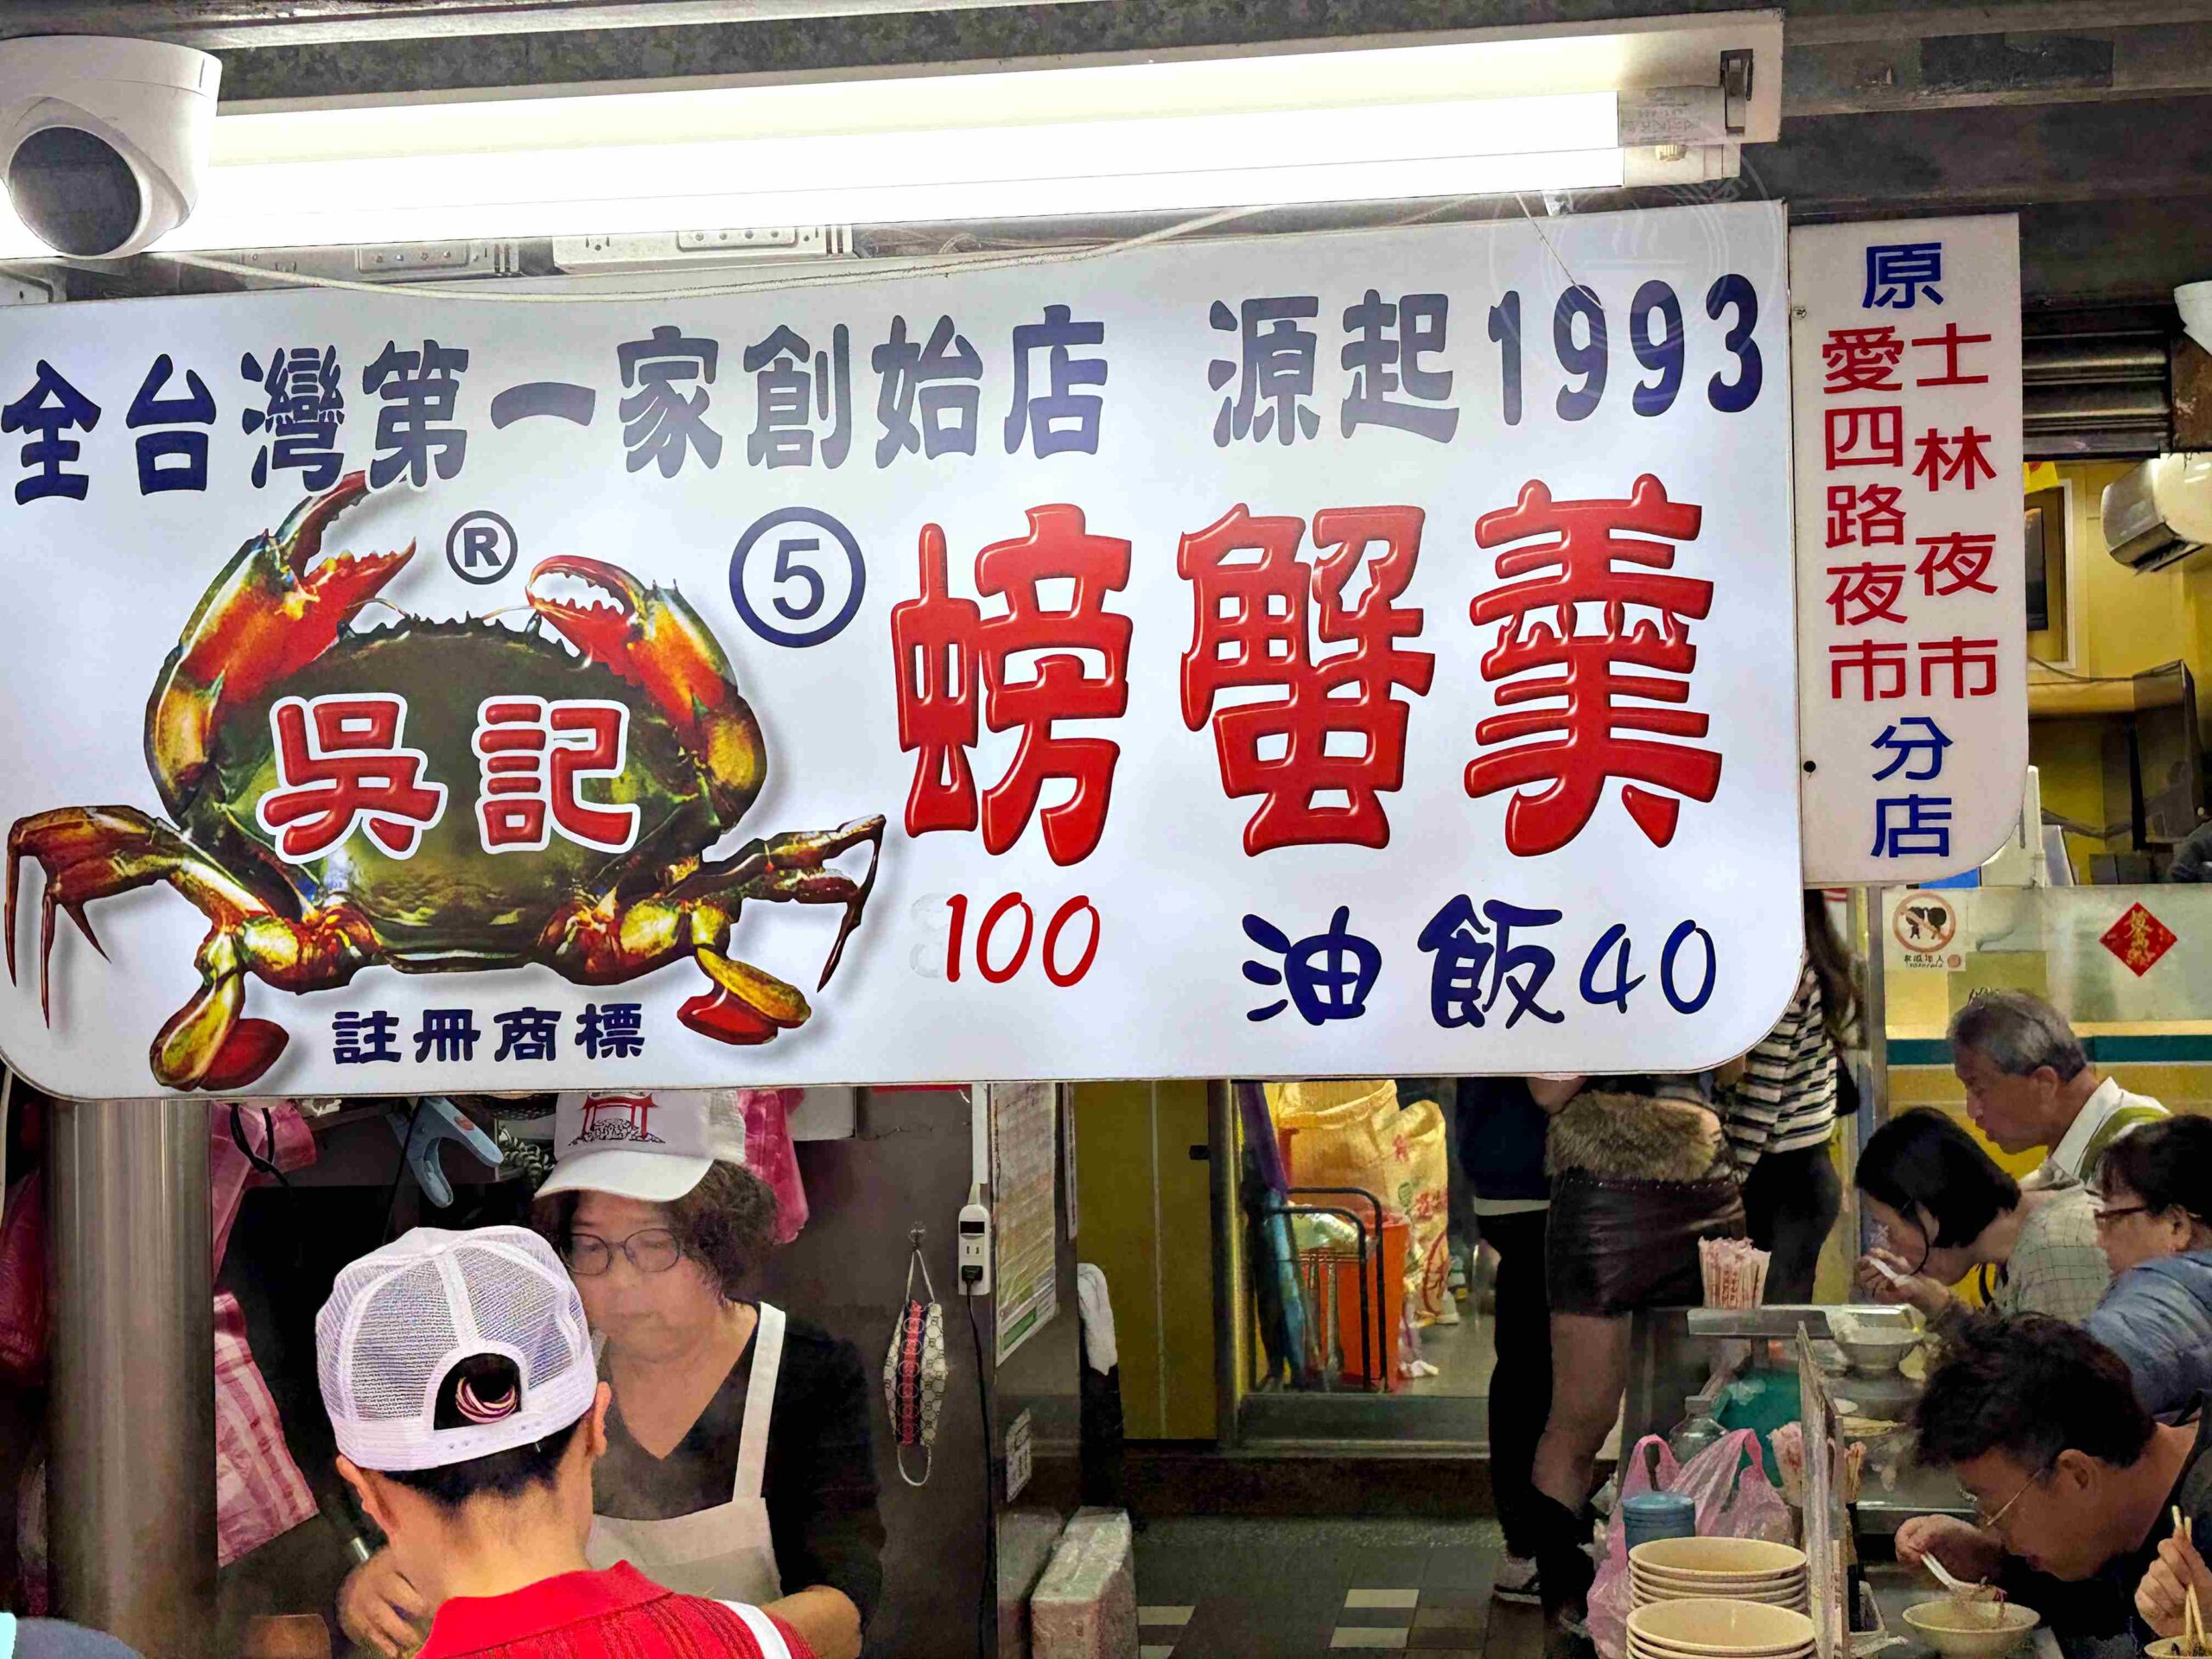 全台灣第一家創始店 源起1993
®
⑤ 螃蟹羹
吳記
100
油飯40
註冊商標
原
士林夜市
愛四路夜市
分店